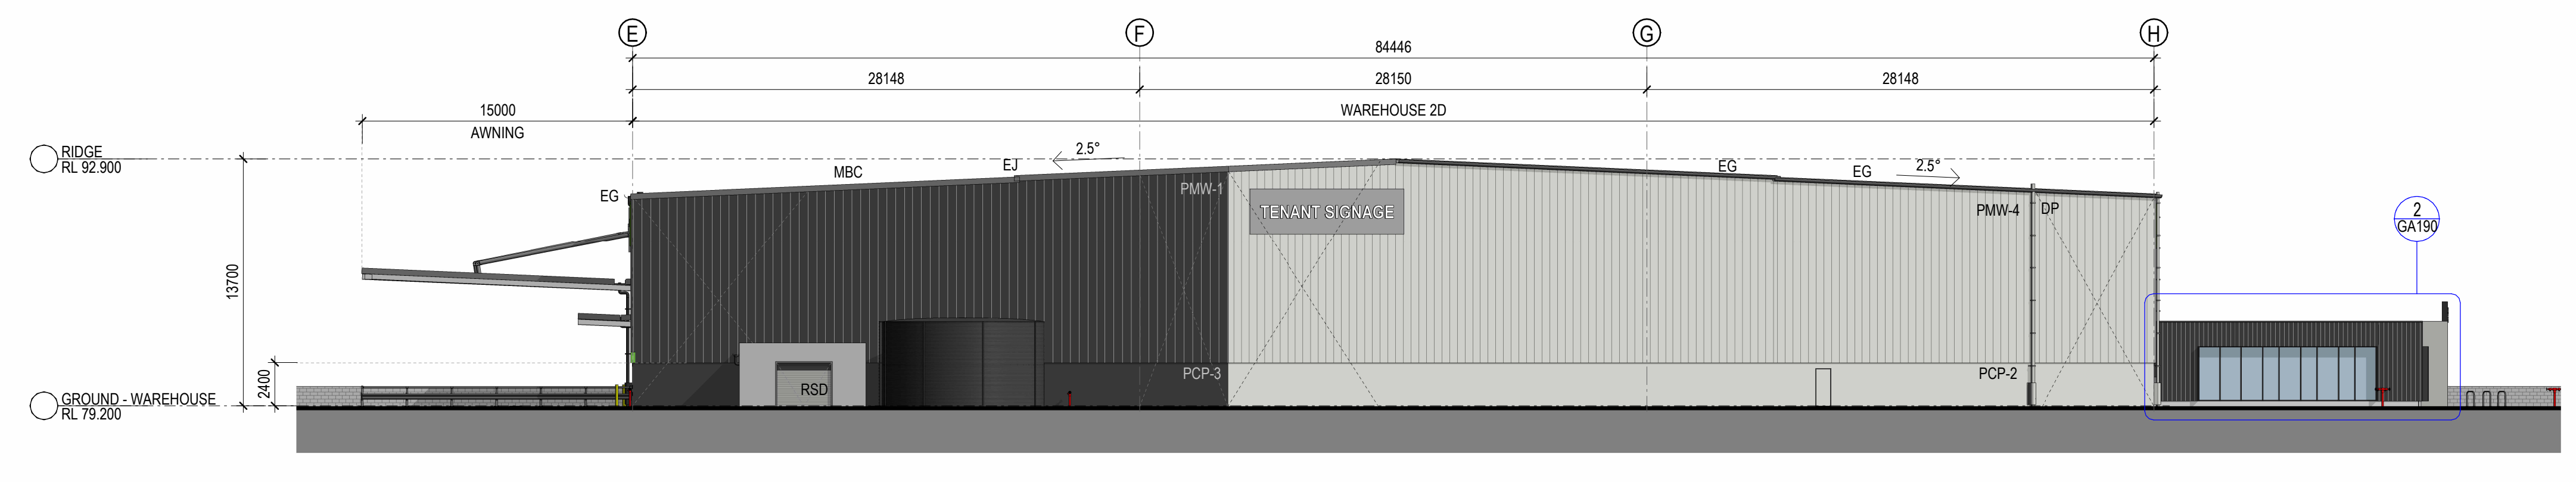 E
F
G
H
84446
28148
28150
28148
15000
WAREHOUSE 2D
AWNING
RIDGE
RL 92.900
2.5°
EJ
MBC
EG
EG
EG
2.5°
PMW-1
TENANT SIGNAGE
PMW-4
DP
2
GA190
13700
2400
PCP-3
PCP-2
RSD
GROUND - WAREHOUSE
RL 79.200